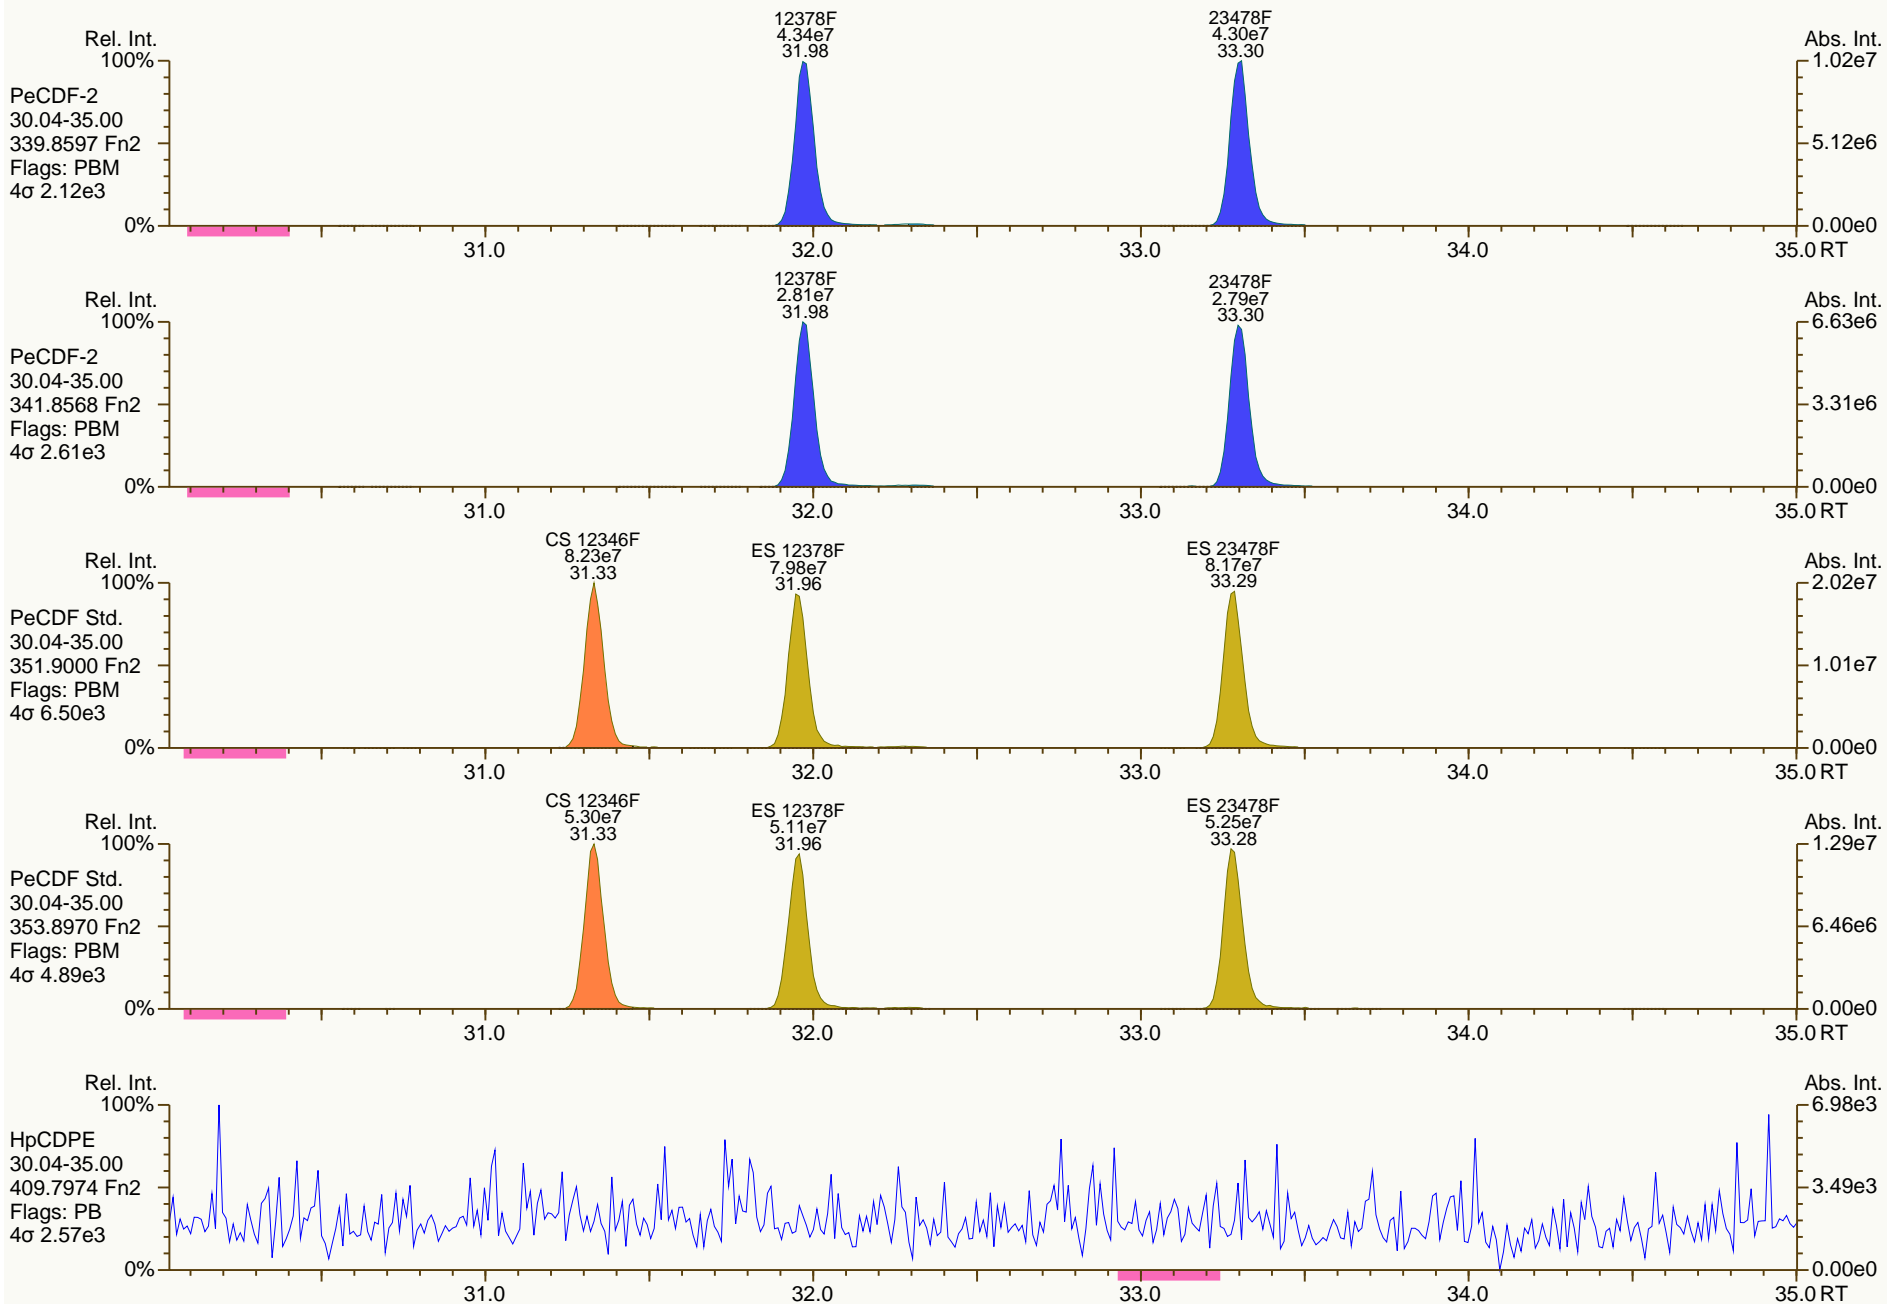 12378F
4.34e7
31.98
23478F
4.30e7
33.30
Rel. Int.
Abs. Int.
100%
1.02e7
PeCDF-2
30.04-35.00
339.8597 Fn2
5.12e6
Flags: PBM
4σ 2.12e3
0%
0.00e0
31.0 32.0 33.0 34.0 35.0 RT
12378F
2.81e7
31.98
23478F
2.79e7
33.30
Rel. Int.
Abs. Int.
100%
6.63e6
PeCDF-2
30.04-35.00
341.8568 Fn2
3.31e6
Flags: PBM
4σ 2.61e3
0%
0.00e0
31.0 32.0 33.0 34.0 35.0 RT
CS 12346F
8.23e7
31.33
ES 12378F
7.98e7
31.96
ES 23478F
8.17e7
33.29
Rel. Int.
Abs. Int.
100%
2.02e7
PeCDF Std.
30.04-35.00
351.9000 Fn2
1.01e7
Flags: PBM
4σ 6.50e3
0%
0.00e0
31.0 32.0 33.0 34.0 35.0 RT
CS 12346F
5.30e7
31.33
ES 12378F
5.11e7
31.96
ES 23478F
5.25e7
33.28
Rel. Int.
Abs. Int.
100%
1.29e7
PeCDF Std.
30.04-35.00
353.8970 Fn2
6.46e6
Flags: PBM
4σ 4.89e3
0%
0.00e0
31.0 32.0 33.0 34.0 35.0 RT
Rel. Int.
Abs. Int.
100%
6.98e3
HpCDPE
30.04-35.00
409.7974 Fn2
3.49e3
Flags: PB
4σ 2.57e3
0%
0.00e0
31.0 32.0 33.0 34.0 35.0 RT